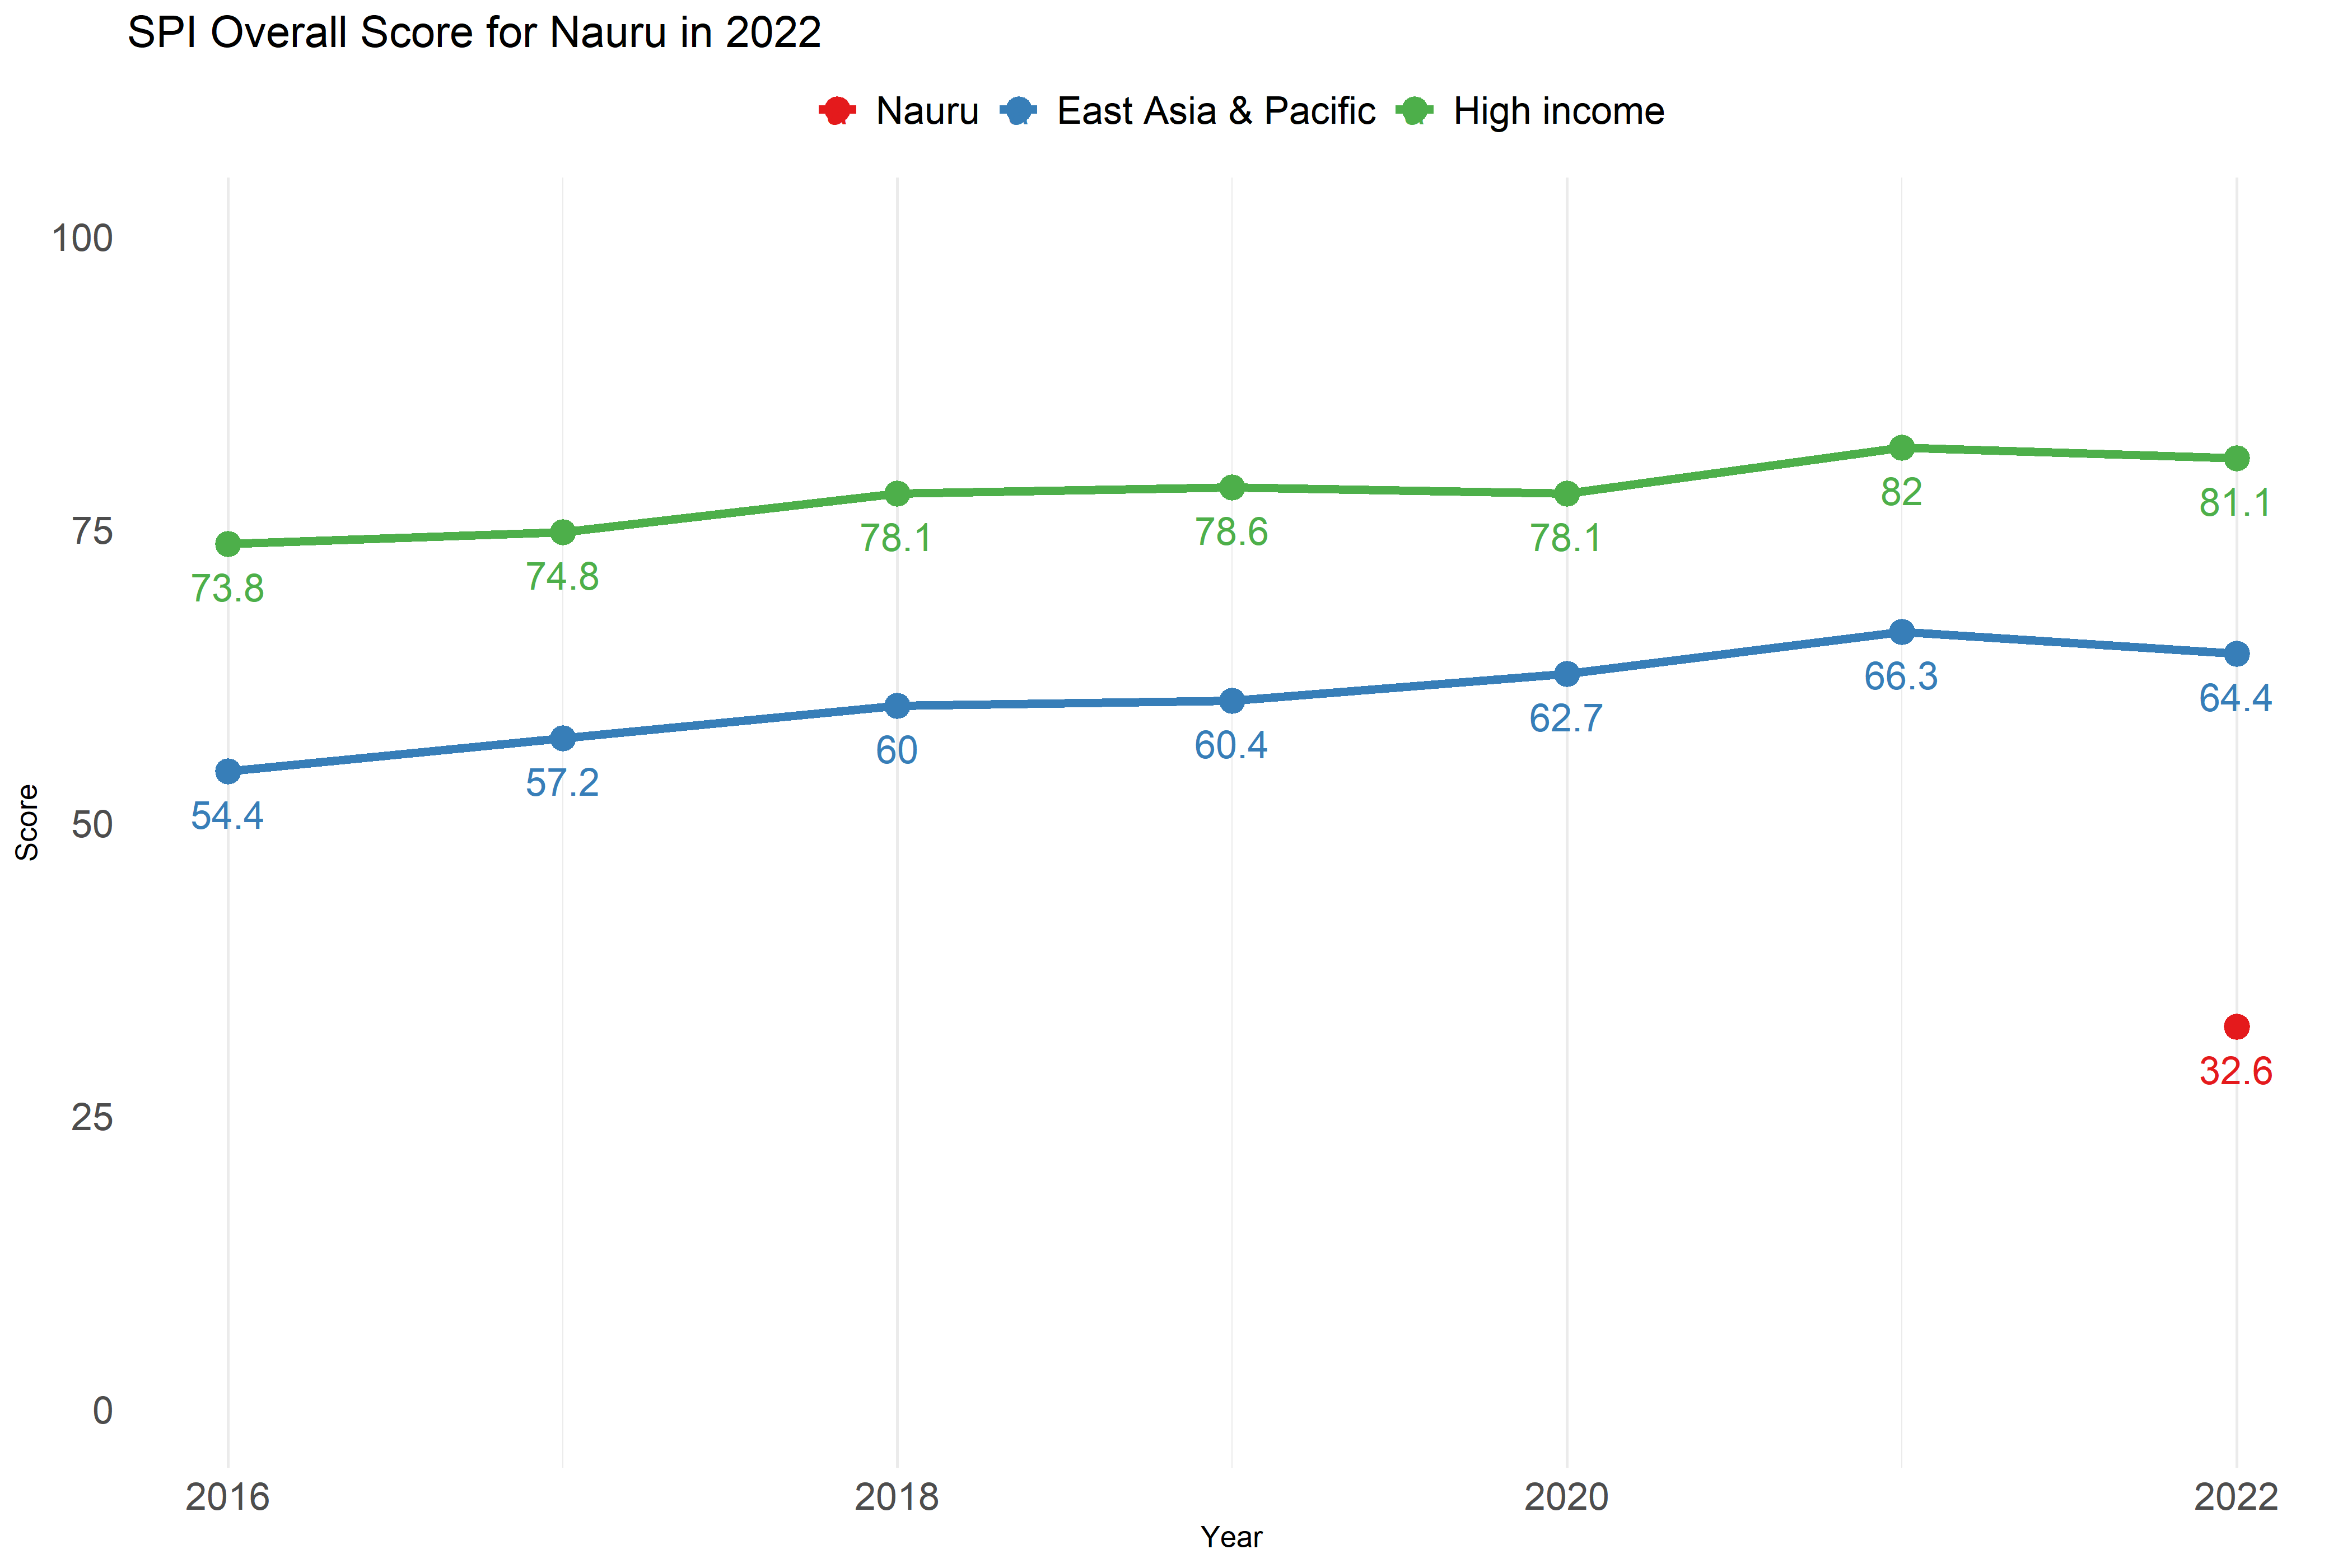 SPI Overall Score for Nauru in 2022
Nauru East Asia & Pacific High income
100
75
50
25
0
Score
73.8 74.8 78.1 78.6 78.1 82 81.1
54.4 57.2 60 60.4 62.7 66.3 64.4
32.6
2016 2018 2020 2022
Year